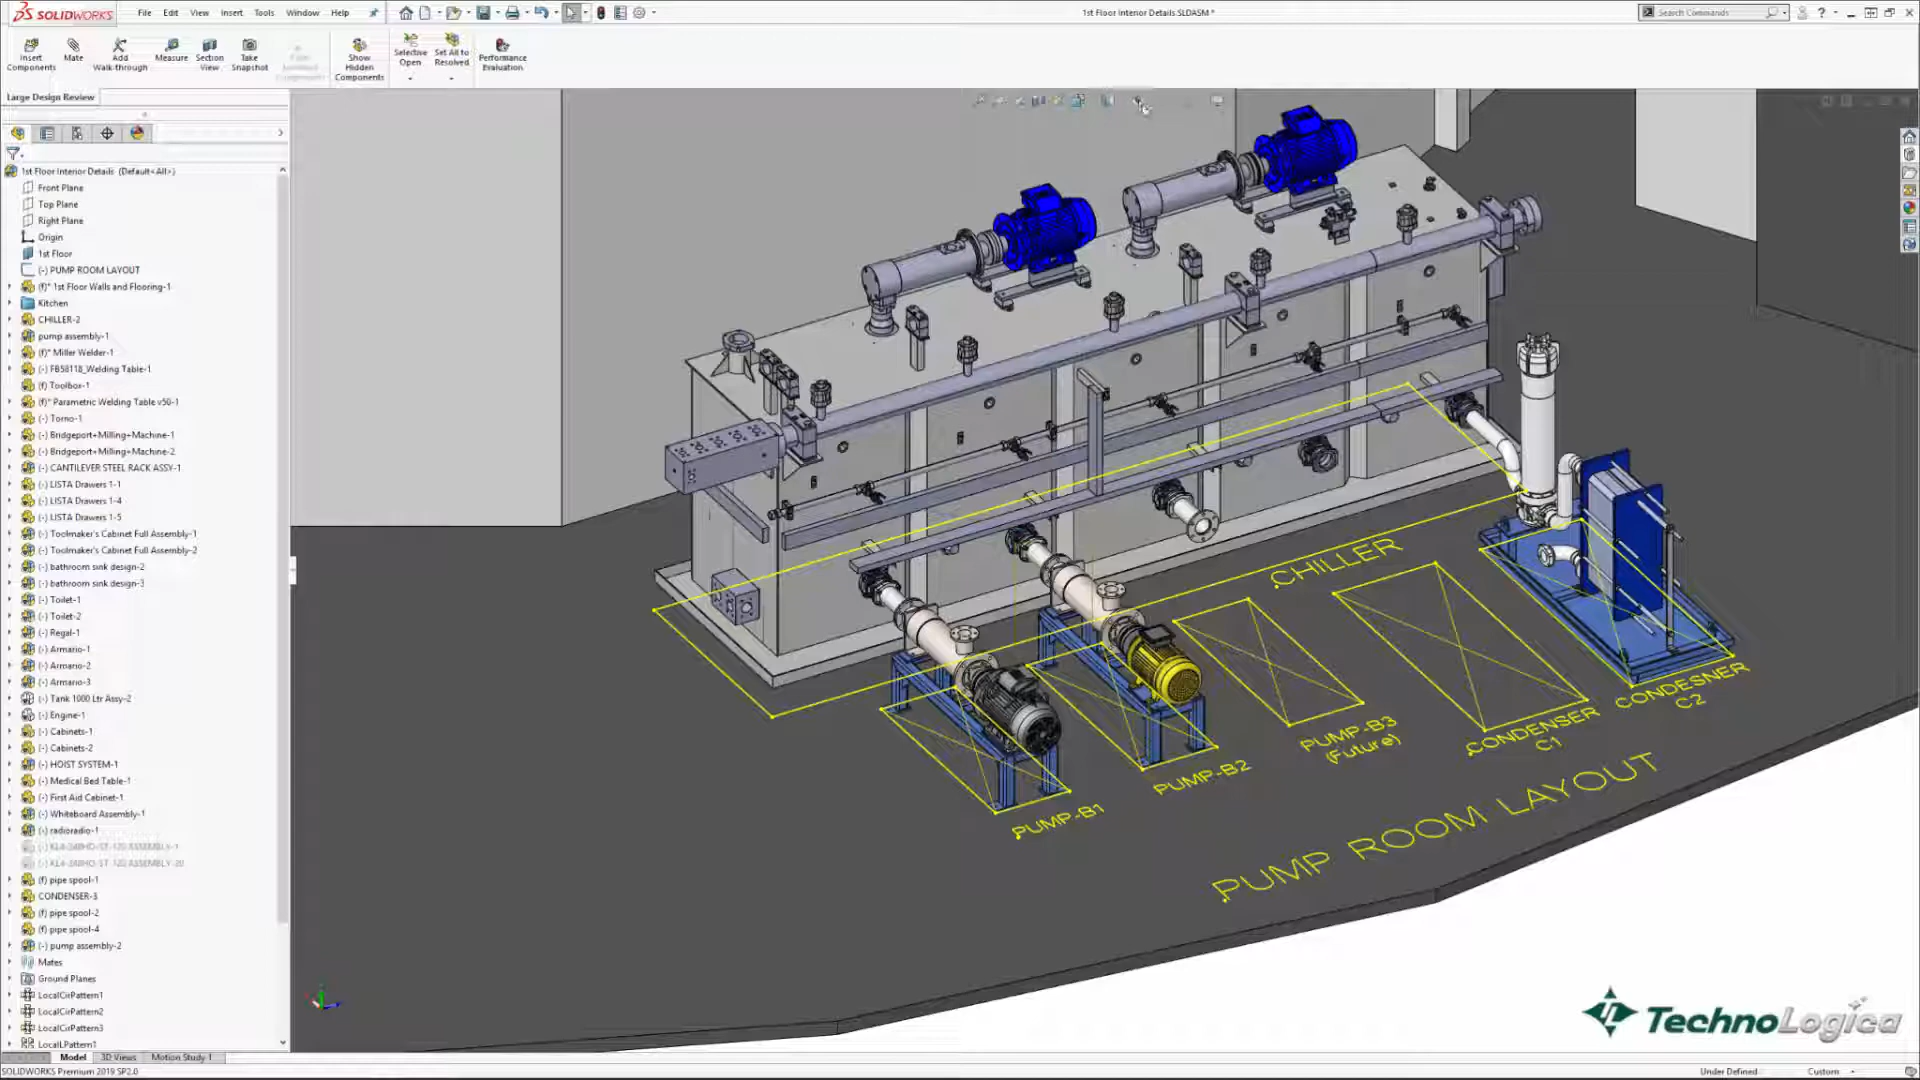 SOLIDWORKS
File Edit View Insert Tools Window Help
1st Floor Interior Details.SLDASM *
Search Commands
Insert Components
Mate
Add Walk-through
Measure
Section View
Take Snapshot
Show Hidden Components
Selective Open
Set All to Resolved
Performance Evaluation
Large Design Review
1st Floor Interior Details (Default<All>)
Front Plane
Top Plane
Right Plane
Origin
1st Floor
(-) PUMP ROOM LAYOUT
(f)* 1st Floor Walls and Flooring-1
Kitchen
CHILLER-2
pump assembly-1
(f)* Miller Welder-1
(-) FB58118_Welding Table-1
(f) Toolbox-1
(f)* Parametric Welding Table v50-1
(-) Torno-1
(-) Bridgeport+Milling+Machine-1
(-) Bridgeport+Milling+Machine-2
(-) CANTILEVER STEEL RACK ASSY-1
(-) LISTA Drawers 1-1
(-) LISTA Drawers 1-4
(-) LISTA Drawers 1-5
(-) Toolmaker's Cabinet Full Assembly-1
(-) Toolmaker's Cabinet Full Assembly-2
(-) bathroom sink design-2
(-) bathroom sink design-3
(-) Toilet-1
(-) Toilet-2
(-) Regal-1
(-) Armario-1
(-) Armario-2
(-) Armario-3
(-) Tank 1000 Ltr Assy-2
(-) Engine-1
(-) Cabinets-1
(-) Cabinets-2
(-) HOIST SYSTEM-1
(-) Medical Bed Table-1
(-) First Aid Cabinet-1
(-) Whiteboard Assembly-1
(-) radioradio-1
(f) pipe spool-1
CONDENSER-3
(f) pipe spool-2
(f) pipe spool-4
(-) pump assembly-2
Mates
Ground Planes
LocalCirPattern1
LocalCirPattern2
LocalCirPattern3
LocalLPattern1
CHILLER
PUMP-B1
PUMP-B2
PUMP-B3
(Future)
CONDENSER
C1
CONDESNER
C2
PUMP ROOM LAYOUT
TechnoLogica
Model 3D Views Motion Study 1
SOLIDWORKS Premium 2019 SP2.0
Under Defined
Custom